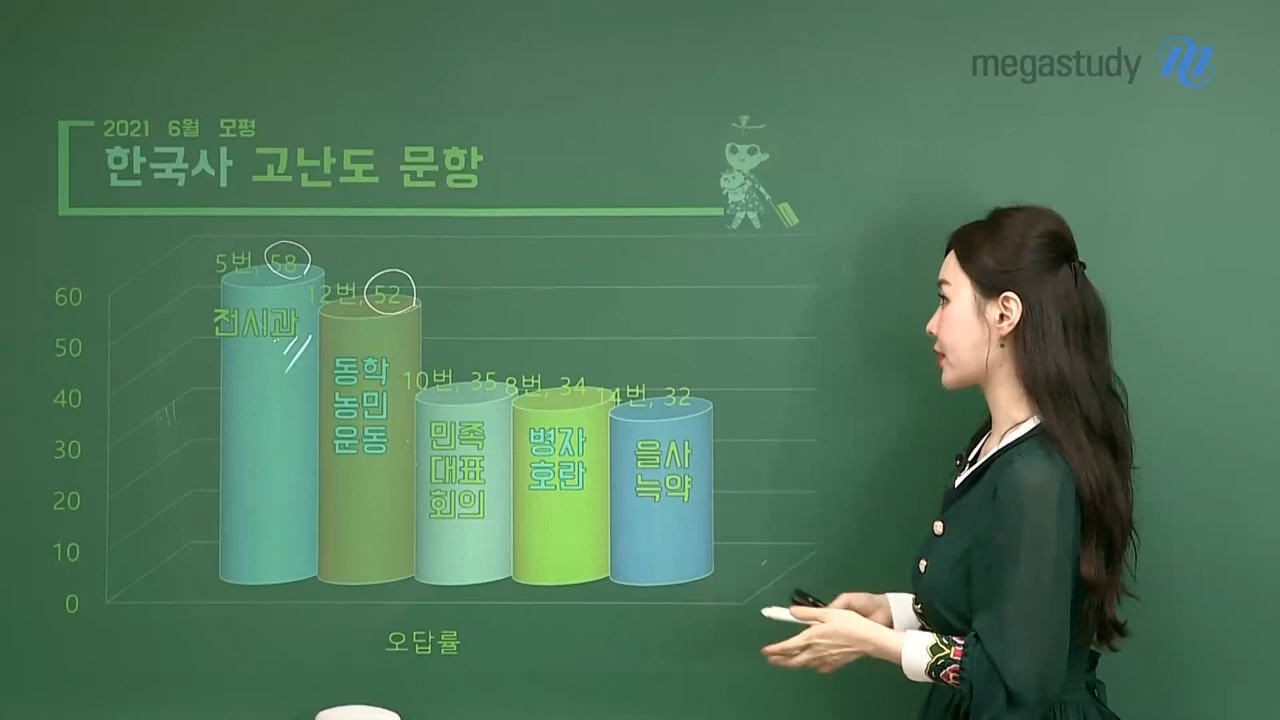 megastudy
2021 6월 모평
한국사 고난도 문항
5번, 58
12번, 52
10번, 35
8번, 34
14번, 32
60
50
40
30
20
10
0
전시과
동학
농민
운동
민족
대표
회의
병자
호란
을사
늑약
오답률